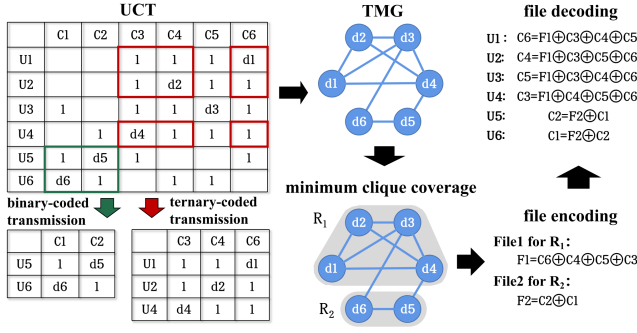 UCT
C1 C2 C3 C4 C5 C6
U1 1 1 1 d1
U2 1 d2 1
U3 1 1 1 d3 1
U4 1 d4 1 1
U5 1 d5 1 1
U6 d6 1 1 1
binary-coded
transmission
ternary-coded
transmission
C1 C2
U5 1 d5
U6 d6 1
C3 C4 C6
U1 1 1 d1
U2 1 d2 1
U4 d4 1 1
TMG
d2 d3
d1 d4
d6 d5
minimum clique coverage
R1
d2 d3
d1 d4
R2
d6 d5
file decoding
U1: C6=F1⊕C3⊕C4⊕C5
U2: C4=F1⊕C3⊕C5⊕C6
U3: C5=F1⊕C3⊕C4⊕C6
U4: C3=F1⊕C4⊕C5⊕C6
U5: C2=F2⊕C1
U6: C1=F2⊕C2
file encoding
File1 for R1:
F1=C6⊕C4⊕C5⊕C3
File2 for R2:
F2=C2⊕C1